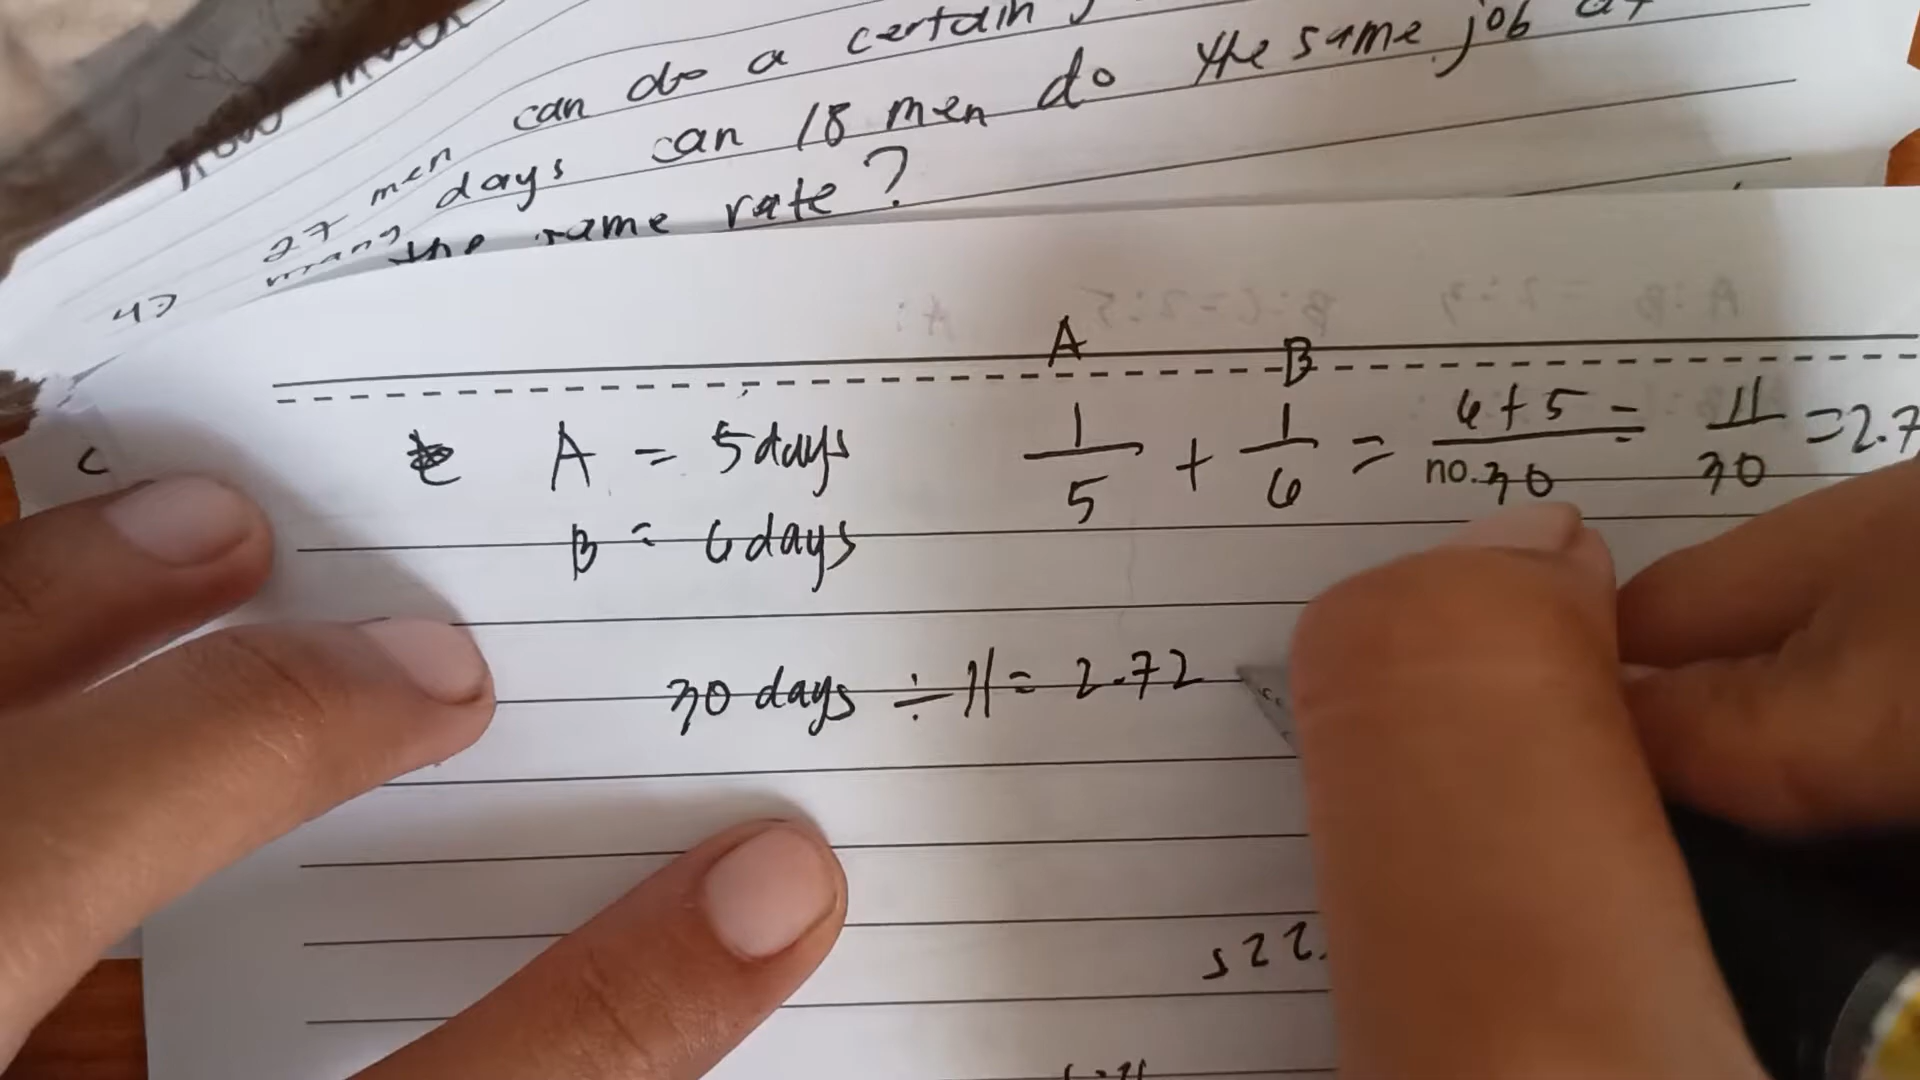 can do a certain
27 men
many days can 18 men do the same job at
the same rate?
A B
A = 5 days 1/5 + 1/6 = 6+5/30 = 11/30 = 2.7
no.
B = 6 days
30 days ÷ 11 = 2.72